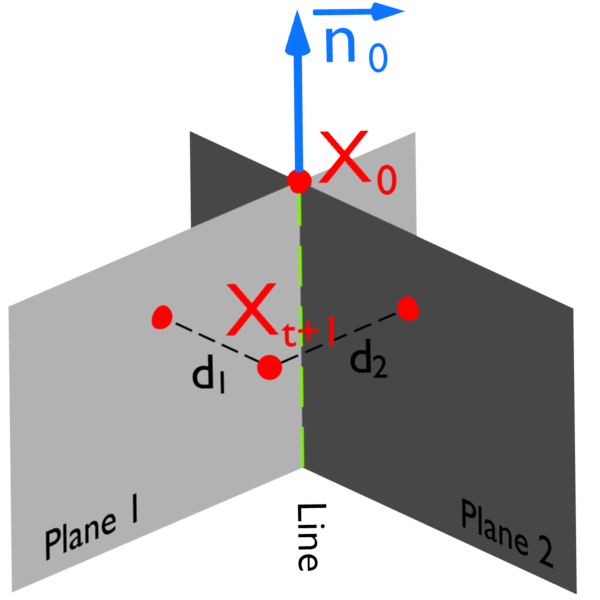 n₀
X₀
Xₜ₊₁
d₁
d₂
Plane 1
Line
Plane 2